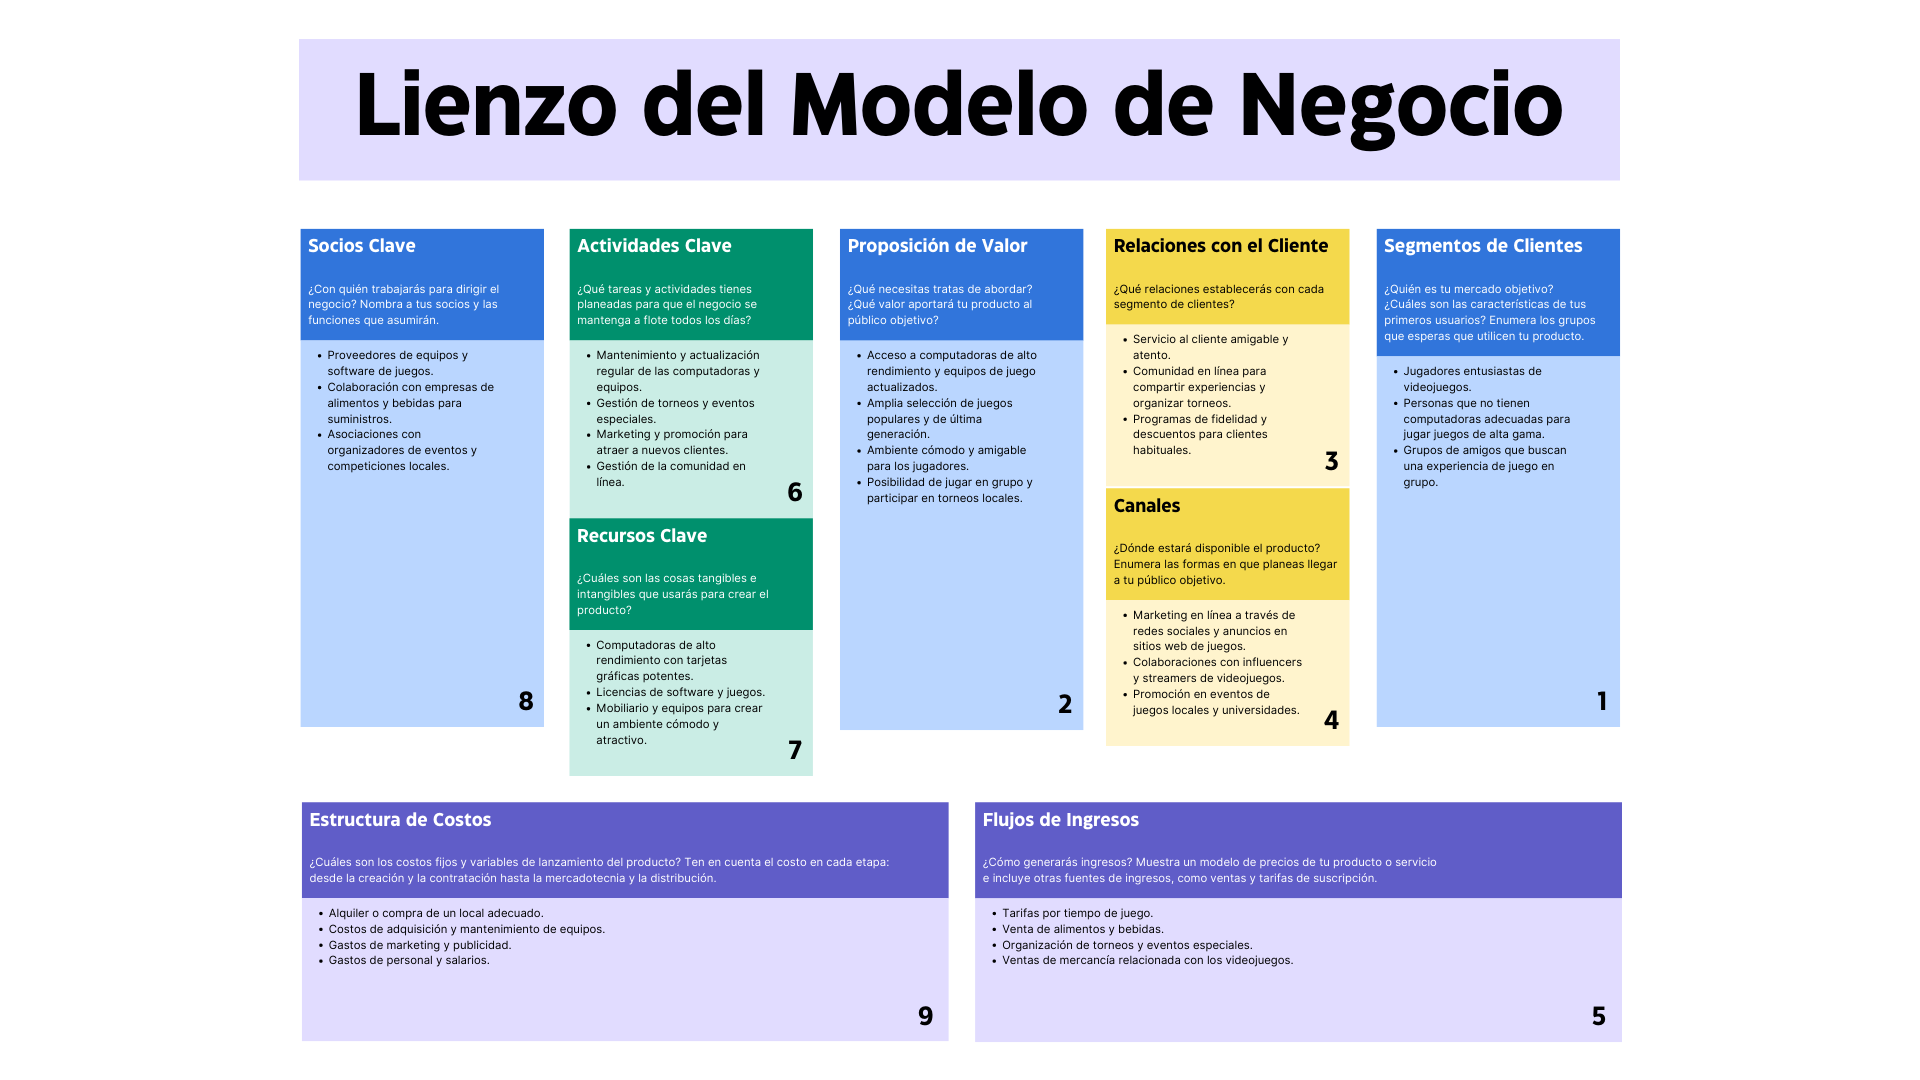 Lienzo del Modelo de Negocio
Socios Clave
¿Con quién trabajarás para dirigir el
negocio? Nombra a tus socios y las
funciones que asumirán.
• Proveedores de equipos y
software de juegos.
• Colaboración con empresas de
alimentos y bebidas para
suministros.
• Asociaciones con
organizadores de eventos y
competiciones locales.
8
Actividades Clave
¿Qué tareas y actividades tienes
planeadas para que el negocio se
mantenga a flote todos los días?
• Mantenimiento y actualización
regular de las computadoras y
equipos.
• Gestión de torneos y eventos
especiales.
• Marketing y promoción para
atraer a nuevos clientes.
• Gestión de la comunidad en
línea.
6
Recursos Clave
¿Cuáles son las cosas tangibles e
intangibles que usarás para crear el
producto?
• Computadoras de alto
rendimiento con tarjetas
gráficas potentes.
• Licencias de software y juegos.
• Mobiliario y equipos para crear
un ambiente cómodo y
atractivo.
7
Proposición de Valor
¿Qué necesitas tratas de abordar?
¿Qué valor aportará tu producto al
público objetivo?
• Acceso a computadoras de alto
rendimiento y equipos de juego
actualizados.
• Amplia selección de juegos
populares y de última
generación.
• Ambiente cómodo y amigable
para los jugadores.
• Posibilidad de jugar en grupo y
participar en torneos locales.
2
Relaciones con el Cliente
¿Qué relaciones establecerás con cada
segmento de clientes?
• Servicio al cliente amigable y
atento.
• Comunidad en línea para
compartir experiencias y
organizar torneos.
• Programas de fidelidad y
descuentos para clientes
habituales.
3
Canales
¿Dónde estará disponible el producto?
Enumera las formas en que planeas llegar
a tu público objetivo.
• Marketing en línea a través de
redes sociales y anuncios en
sitios web de juegos.
• Colaboraciones con influencers
y streamers de videojuegos.
• Promoción en eventos de
juegos locales y universidades.
4
Segmentos de Clientes
¿Quién es tu mercado objetivo?
¿Cuáles son las características de tus
primeros usuarios? Enumera los grupos
que esperas que utilicen tu producto.
• Jugadores entusiastas de
videojuegos.
• Personas que no tienen
computadoras adecuadas para
jugar juegos de alta gama.
• Grupos de amigos que buscan
una experiencia de juego en
grupo.
1
Estructura de Costos
¿Cuáles son los costos fijos y variables de lanzamiento del producto? Ten en cuenta el costo en cada etapa:
desde la creación y la contratación hasta la mercadotecnia y la distribución.
• Alquiler o compra de un local adecuado.
• Costos de adquisición y mantenimiento de equipos.
• Gastos de marketing y publicidad.
• Gastos de personal y salarios.
9
Flujos de Ingresos
¿Cómo generarás ingresos? Muestra un modelo de precios de tu producto o servicio
e incluye otras fuentes de ingresos, como ventas y tarifas de suscripción.
• Tarifas por tiempo de juego.
• Venta de alimentos y bebidas.
• Organización de torneos y eventos especiales.
• Ventas de mercancía relacionada con los videojuegos.
5